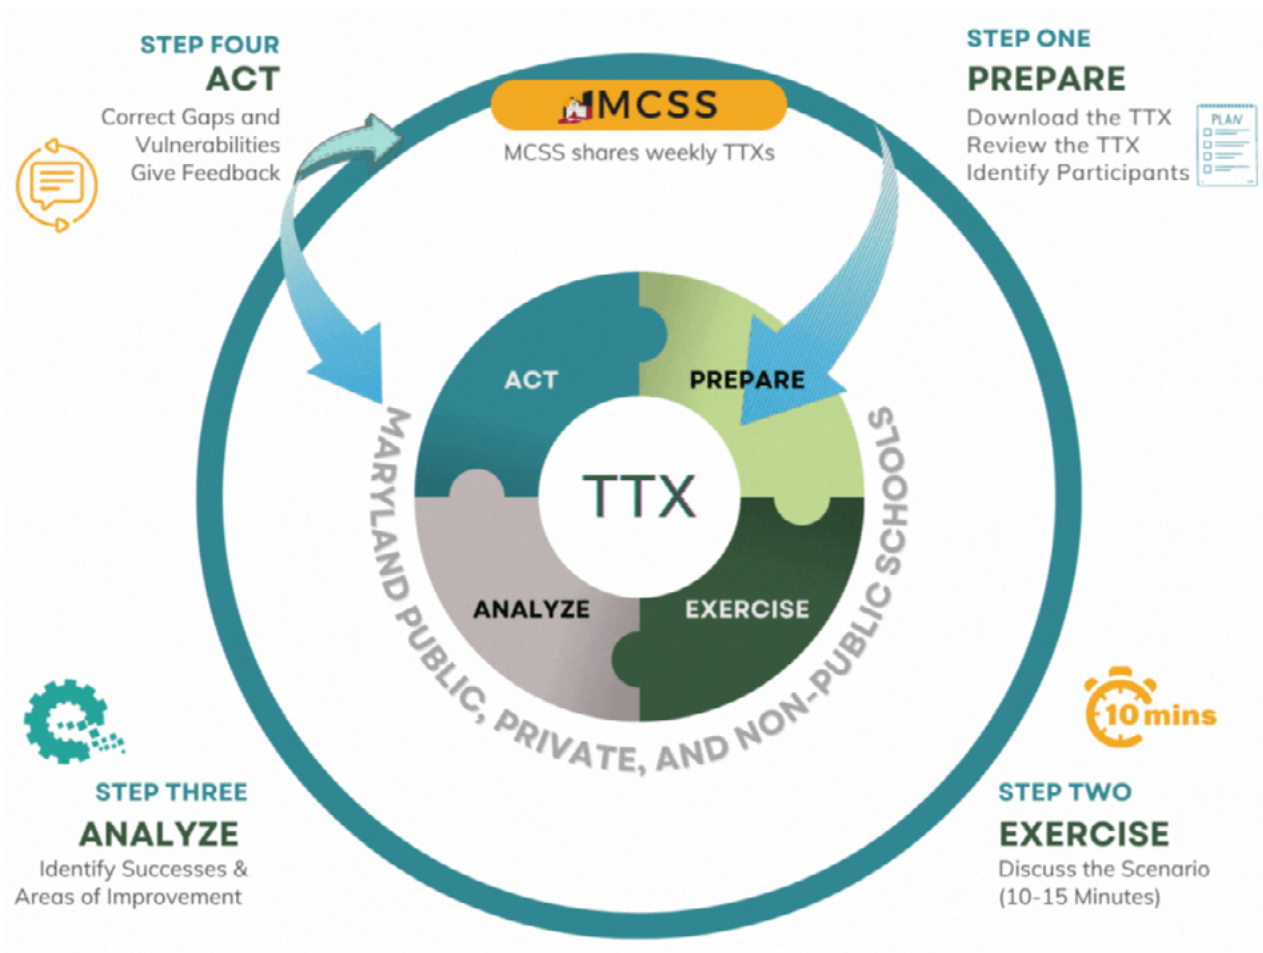 STEP FOUR
ACT
Correct Gaps and
Vulnerabilities
Give Feedback
MCSS
MCSS shares weekly TTXs
STEP ONE
PREPARE
Download the TTX
Review the TTX
Identify Participants
PLAN
ACT
PREPARE
TTX
ANALYZE
EXERCISE
MARYLAND PUBLIC, PRIVATE, AND NON-PUBLIC SCHOOLS
10 mins
STEP THREE
ANALYZE
Identify Successes &
Areas of Improvement
STEP TWO
EXERCISE
Discuss the Scenario
(10-15 Minutes)